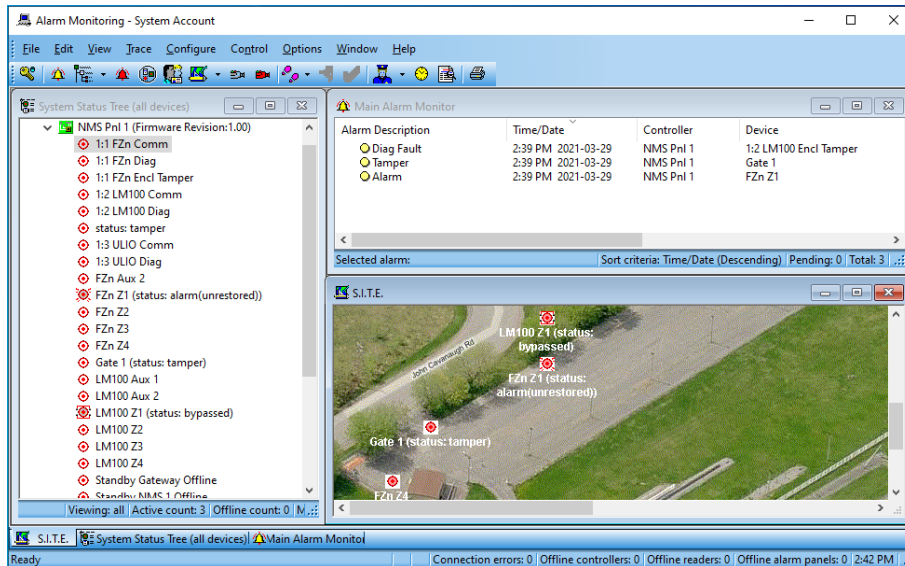 Alarm Monitoring - System Account
File Edit View Trace Configure Control Options Window Help
System Status Tree (all devices)
NMS Pnl 1 (Firmware Revision:1.00)
1:1 FZn Comm
1:1 FZn Diag
1:1 FZn Encl Tamper
1:2 LM100 Comm
1:2 LM100 Diag
status: tamper
1:3 ULIO Comm
1:3 ULIO Diag
FZn Aux 2
FZn Z1 (status: alarm(unrestored))
FZn Z2
FZn Z3
FZn Z4
Gate 1 (status: tamper)
LM100 Aux 1
LM100 Aux 2
LM100 Z1 (status: bypassed)
LM100 Z2
LM100 Z3
LM100 Z4
Standby Gateway Offline
Standby NMS 1 Offline
Viewing: all Active count: 3 Offline count: 0 M
Main Alarm Monitor
Alarm Description Time/Date Controller Device
Diag Fault 2:39 PM 2021-03-29 NMS Pnl 1 1:2 LM100 Encl Tamper
Tamper 2:39 PM 2021-03-29 NMS Pnl 1 Gate 1
Alarm 2:39 PM 2021-03-29 NMS Pnl 1 FZn Z1
Selected alarm: Sort criteria: Time/Date (Descending) Pending: 0 Total: 3
S.I.T.E.
LM100 Z1 (status:
bypassed)
John Cavanaugh Rd
FZn Z1 (status:
alarm(unrestored))
Gate 1 (status: tamper)
FZn Z4
S.I.T.E. System Status Tree (all devices) Main Alarm Monitor
Ready Connection errors: 0 Offline controllers: 0 Offline readers: 0 Offline alarm panels: 0 2:42 PM